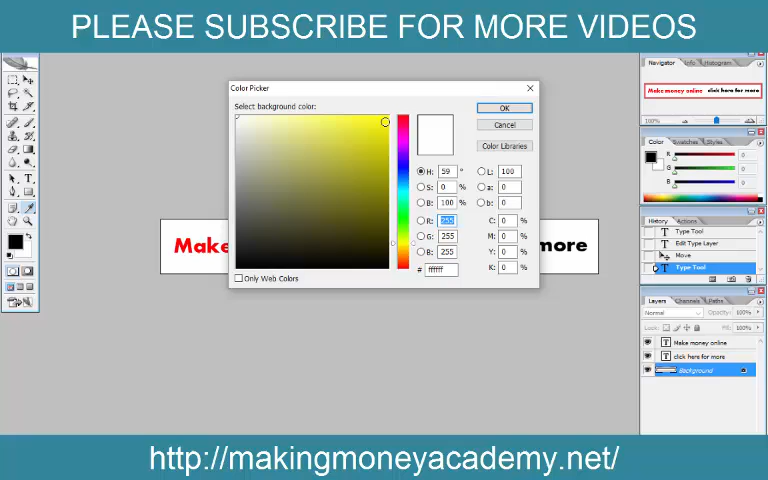 PLEASE SUBSCRIBE FOR MORE VIDEOS
Color Picker
Select background color:
OK
Cancel
Color Libraries
H: 59 °
S: 0 %
B: 100 %
R: 255
G: 255
B: 255
# ffffff
L: 100
a: 0
b: 0
C: 0 %
M: 0 %
Y: 0 %
K: 0 %
Only Web Colors
Make
more
Navigator Info Histogram
Make money online click here for more
100%
Color Swatches Styles
R 0
G 0
B 0
History Actions
Type Tool
Edit Type Layer
Move
Type Tool
Layers Channels Paths
Normal Opacity: 100%
Lock: Fill: 100%
Make money online
click here for more
Background
http://makingmoneyacademy.net/